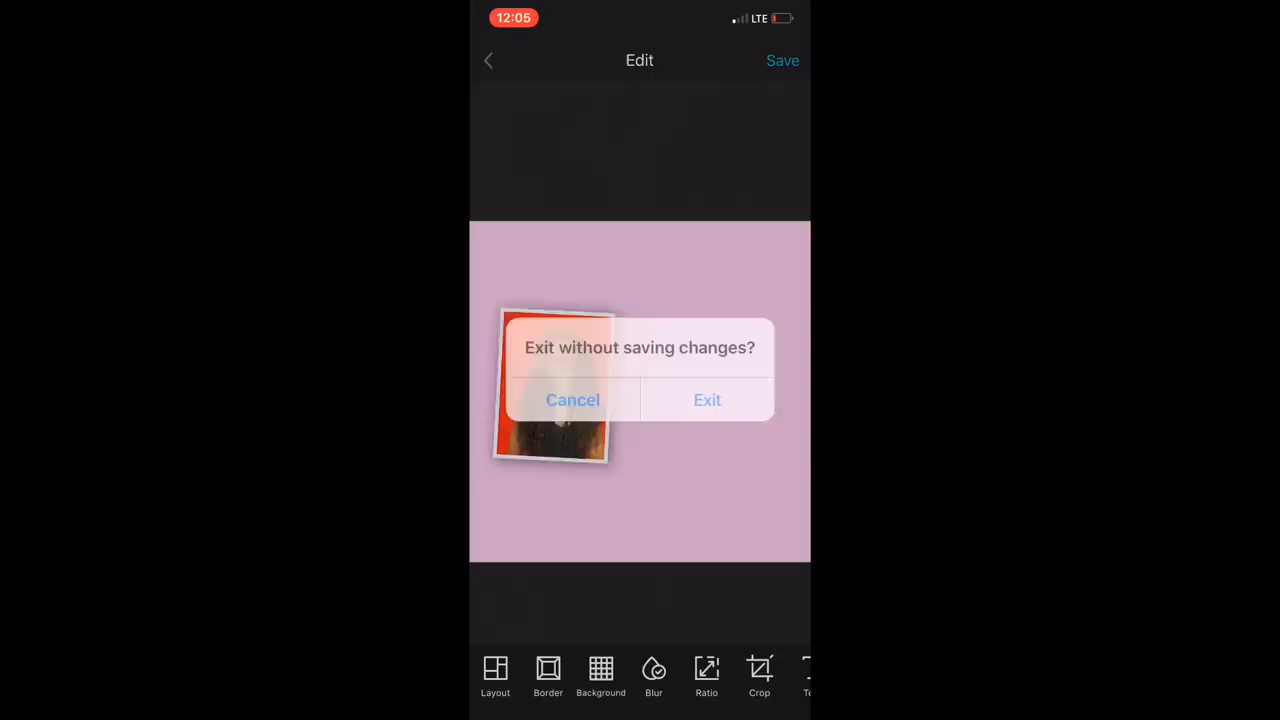 12:05
LTE
Edit
Save
Exit without saving changes?
Cancel
Exit
Layout
Border
Background
Blur
Ratio
Crop